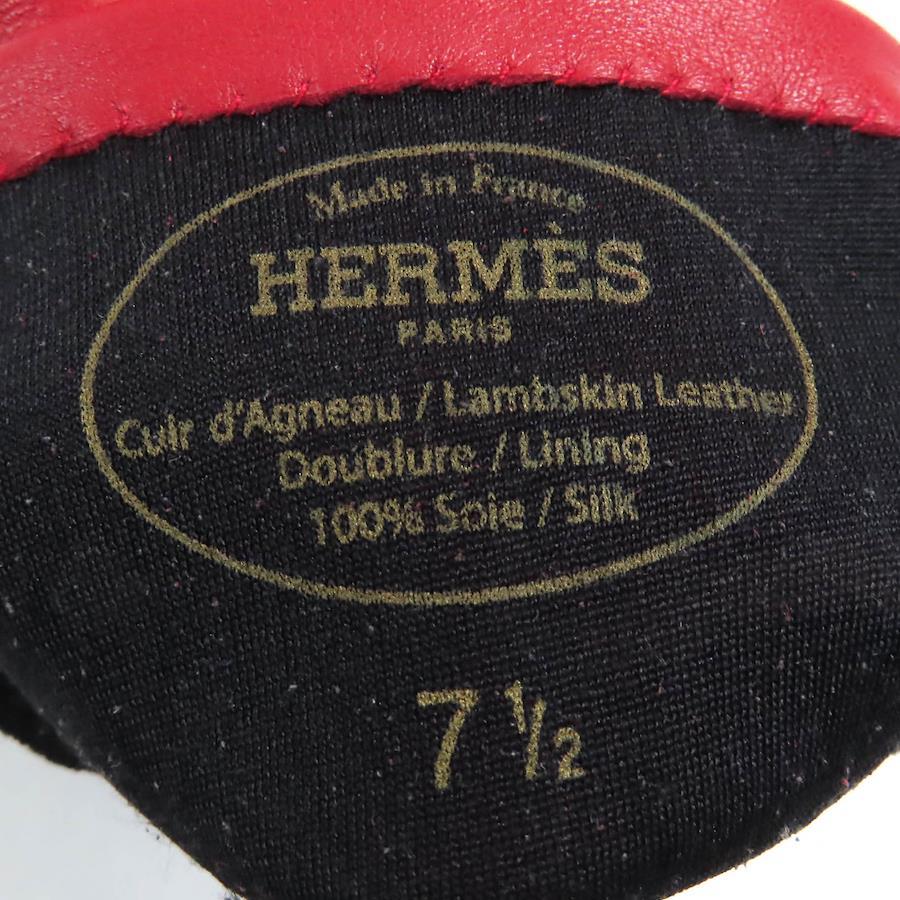 Made in France
HERMÈS
PARIS
Cuir d'Agneau / Lambskin Leather
Doublure / Lining
100% Soie / Silk
7 ½